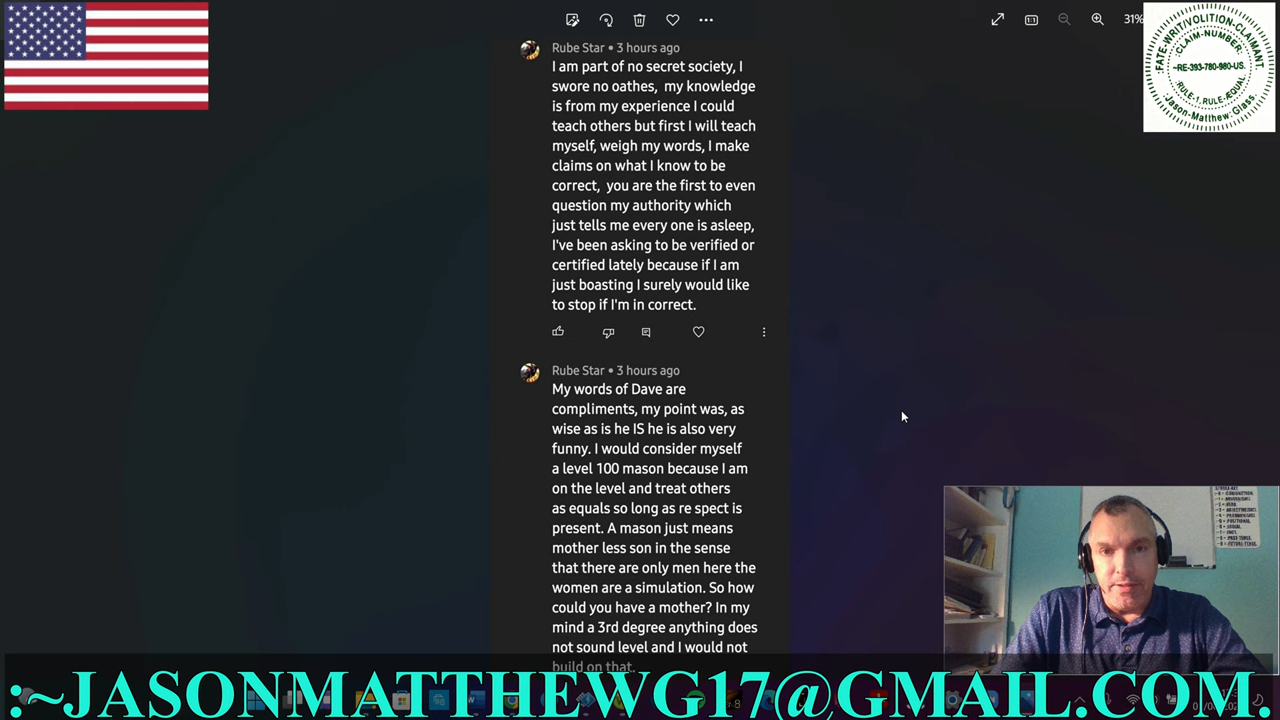 31%
:FATE-WRIT/VOLITION-CLAIMANT.
:CLAIM-NUMBER:
~RE-393-780-980-US.
:RULE-1, RULE-EQUAL
:Jason-Matthew: Glass.
Rube Star • 3 hours ago
I am part of no secret society, I
swore no oathes, my knowledge
is from my experience I could
teach others but first I will teach
myself, weigh my words, I make
claims on what I know to be
correct, you are the first to even
question my authority which
just tells me every one is asleep,
I've been asking to be verified or
certified lately because if I am
just boasting I surely would like
to stop if I'm in correct.
Rube Star • 3 hours ago
My words of Dave are
compliments, my point was, as
wise as is he IS he is also very
funny. I would consider myself
a level 100 mason because I am
on the level and treat others
as equals so long as re spect is
present. A mason just means
mother less son in the sense
that there are only men here the
women are a simulation. So how
could you have a mother? In my
mind a 3rd degree anything does
not sound level and I would not
build on that.
:~JASONMATTHEWG17@GMAIL.COM.